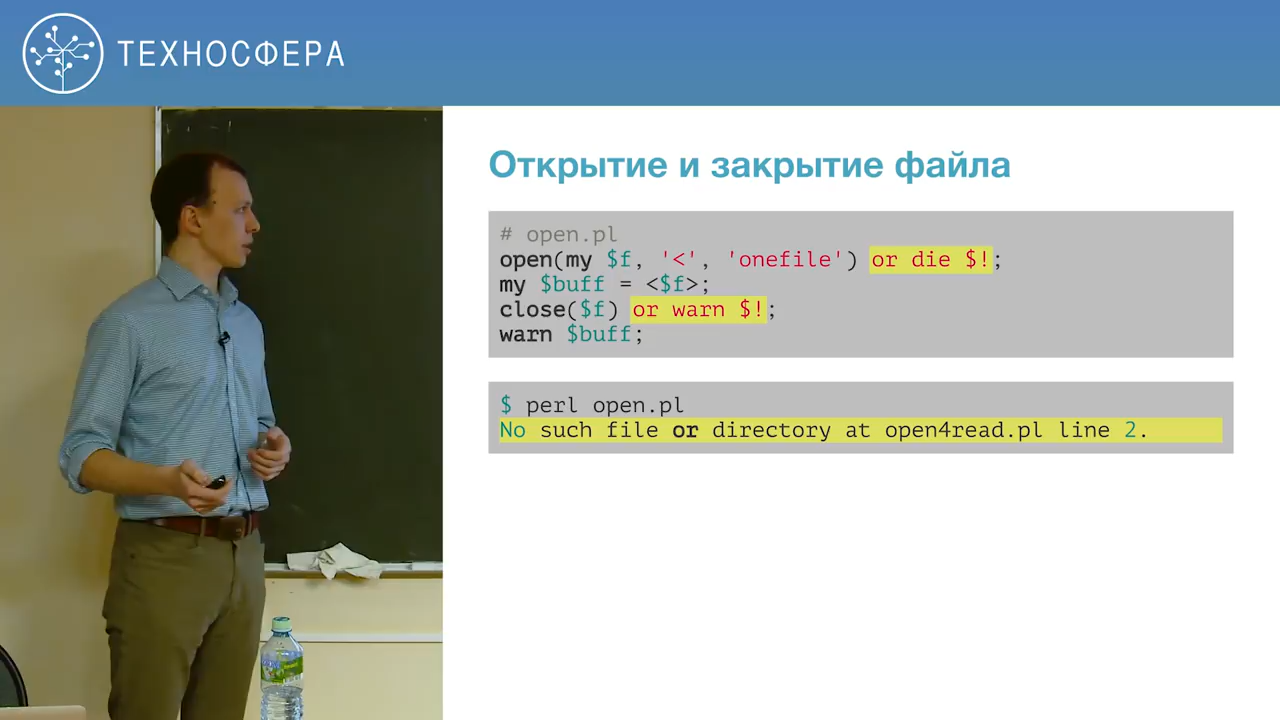 ТЕХНОСФЕРА
Открытие и закрытие файла
# open.pl
open(my $f, '<', 'onefile') or die $!;
my $buff = <$f>;
close($f) or warn $!;
warn $buff;
$ perl open.pl
No such file or directory at open4read.pl line 2.